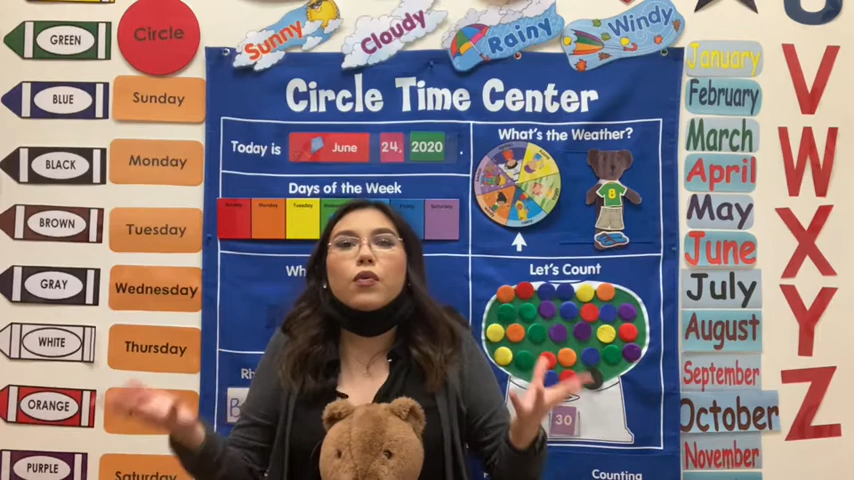 GREEN
BLUE
BLACK
BROWN
GRAY
WHITE
ORANGE
PURPLE
Circle
Sunday
Monday
Tuesday
Wednesday
Thursday
Saturday
Sunny
Cloudy
Rainy
Windy
Circle Time Center
Today is June 24, 2020.
Days of the Week
Sunday Monday Tuesday Friday Saturday
What's the Weather?
8
Let's Count
30
Counting
January
February
March
April
May
June
July
August
September
October
November
V
W
X
Y
Z